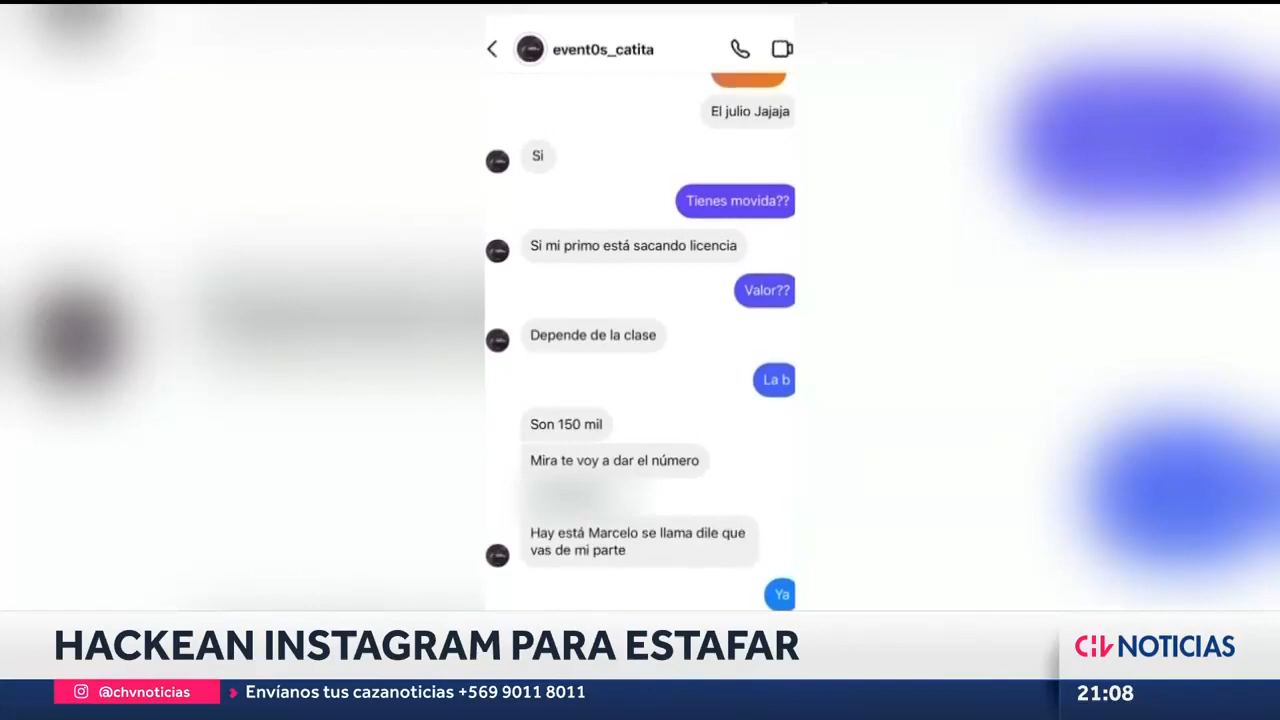 event0s_catita
El julio Jajaja
Si
Tienes movida??
Si mi primo está sacando licencia
Valor??
Depende de la clase
La b
Son 150 mil
Mira te voy a dar el número
Hay está Marcelo se llama dile que
vas de mi parte
Ya
HACKEAN INSTAGRAM PARA ESTAFAR
CHV NOTICIAS
@chvnoticias
Envíanos tus cazanoticias +569 9011 8011
21:08